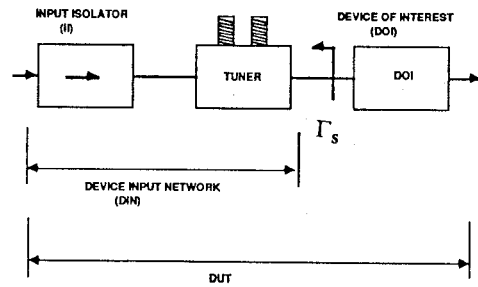 INPUT ISOLATOR
(II)
DEVICE OF INTEREST
(DOI)
TUNER
DOI
Γs
DEVICE INPUT NETWORK
(DIN)
DUT